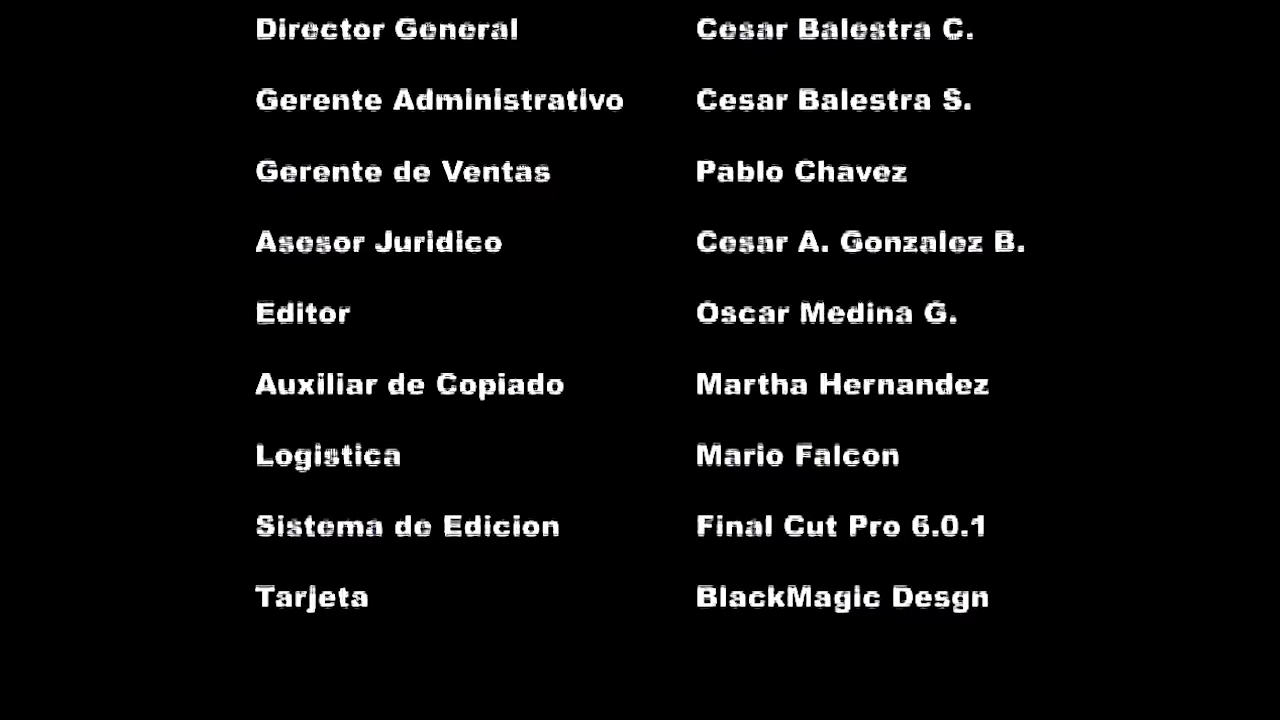 Director General Cesar Balestra C.
Gerente Administrativo Cesar Balestra S.
Gerente de Ventas Pablo Chavez
Asesor Juridico Cesar A. Gonzalez B.
Editor Oscar Medina G.
Auxiliar de Copiado Martha Hernandez
Logistica Mario Falcon
Sistema de Edicion Final Cut Pro 6.0.1
Tarjeta BlackMagic Desgn